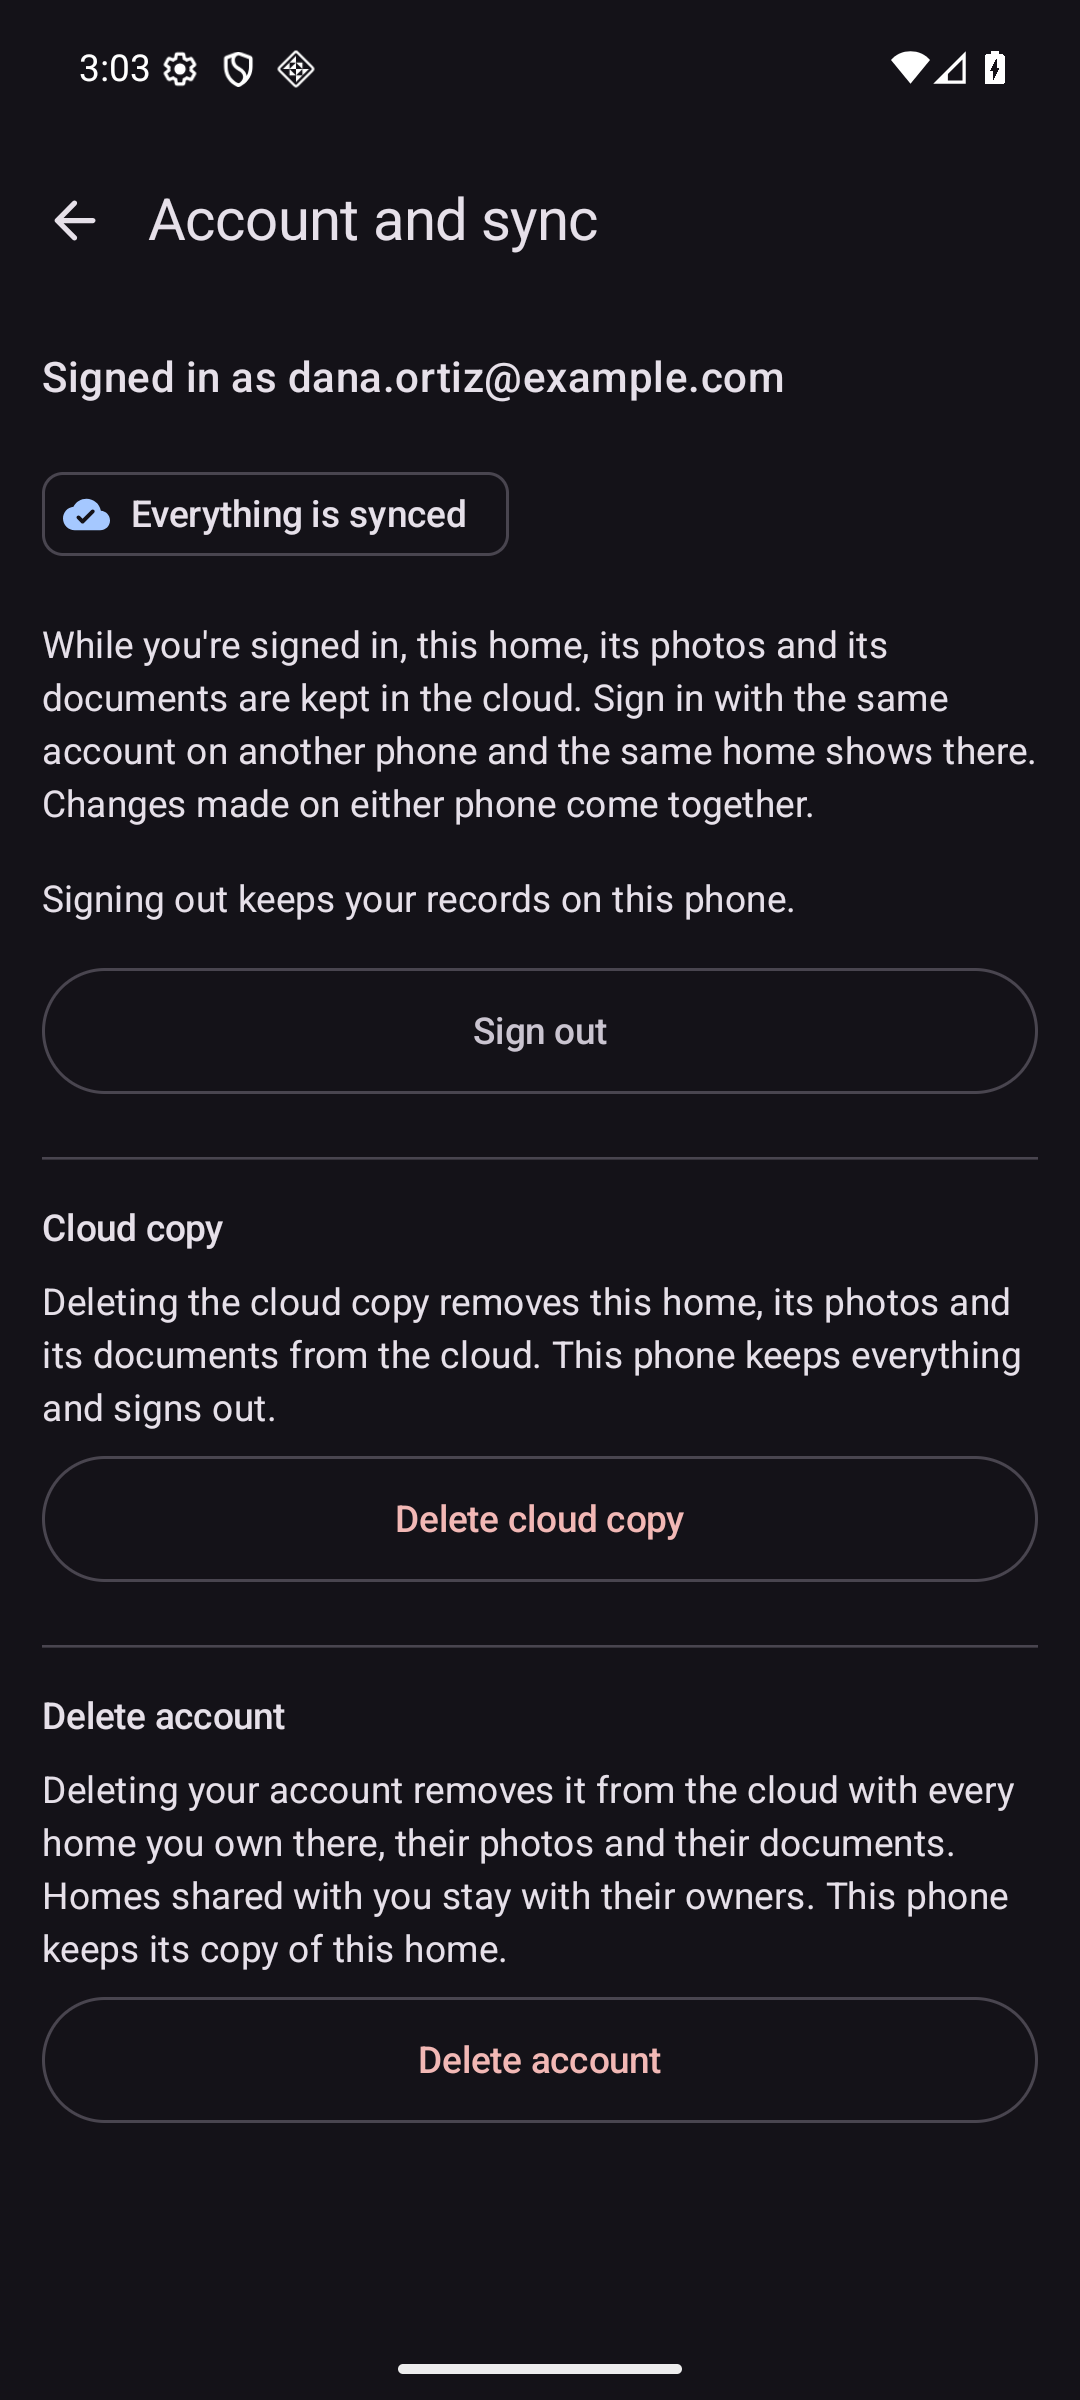 3:03
Account and sync
Signed in as dana.ortiz@example.com
Everything is synced
While you're signed in, this home, its photos and its
documents are kept in the cloud. Sign in with the same
account on another phone and the same home shows there.
Changes made on either phone come together.
Signing out keeps your records on this phone.
Sign out
Cloud copy
Deleting the cloud copy removes this home, its photos and
its documents from the cloud. This phone keeps everything
and signs out.
Delete cloud copy
Delete account
Deleting your account removes it from the cloud with every
home you own there, their photos and their documents.
Homes shared with you stay with their owners. This phone
keeps its copy of this home.
Delete account